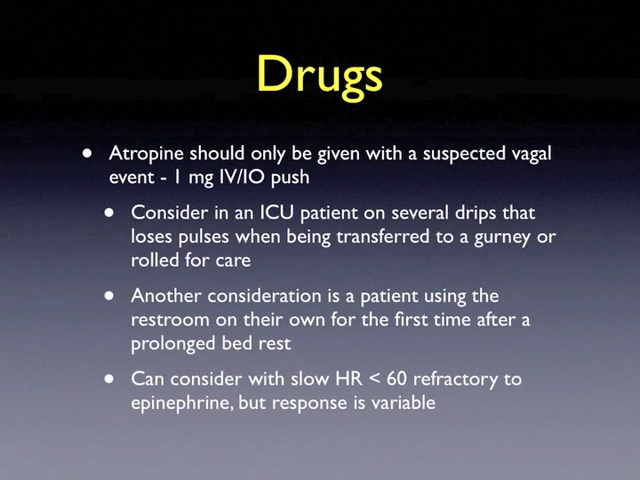 Drugs
• Atropine should only be given with a suspected vagal
event - 1 mg IV/IO push
• Consider in an ICU patient on several drips that
loses pulses when being transferred to a gurney or
rolled for care
• Another consideration is a patient using the
restroom on their own for the first time after a
prolonged bed rest
• Can consider with slow HR < 60 refractory to
epinephrine, but response is variable